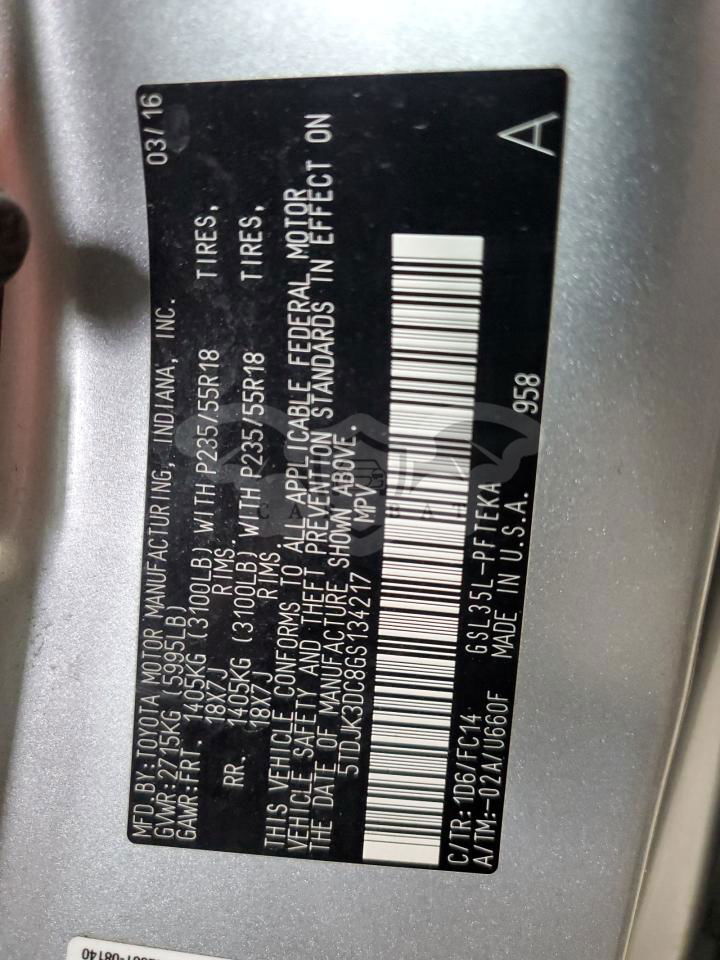 MFD.BY:TOYOTA MOTOR MANUFACTURING, INDIANA, INC. 03/16
GVWR:2715KG (5995LB)
GAWR:FRT. 1405KG (3100LB) WITH P235/55R18 TIRES,
18X7J RIMS.
RR. 1405KG (3100LB) WITH P235/55R18 TIRES,
18X7J RIMS.
THIS VEHICLE CONFORMS TO ALL APPLICABLE FEDERAL MOTOR
VEHICLE SAFETY AND THEFT PREVENTION STANDARDS IN EFFECT ON
THE DATE OF MANUFACTURE SHOWN ABOVE.
5TDJK3DC8GS134217 MPV
C/TR:1D6/FC14 GSL35L-PFTEKA A
A/TM:-02A/U660F MADE IN U.S.A. 958
08140